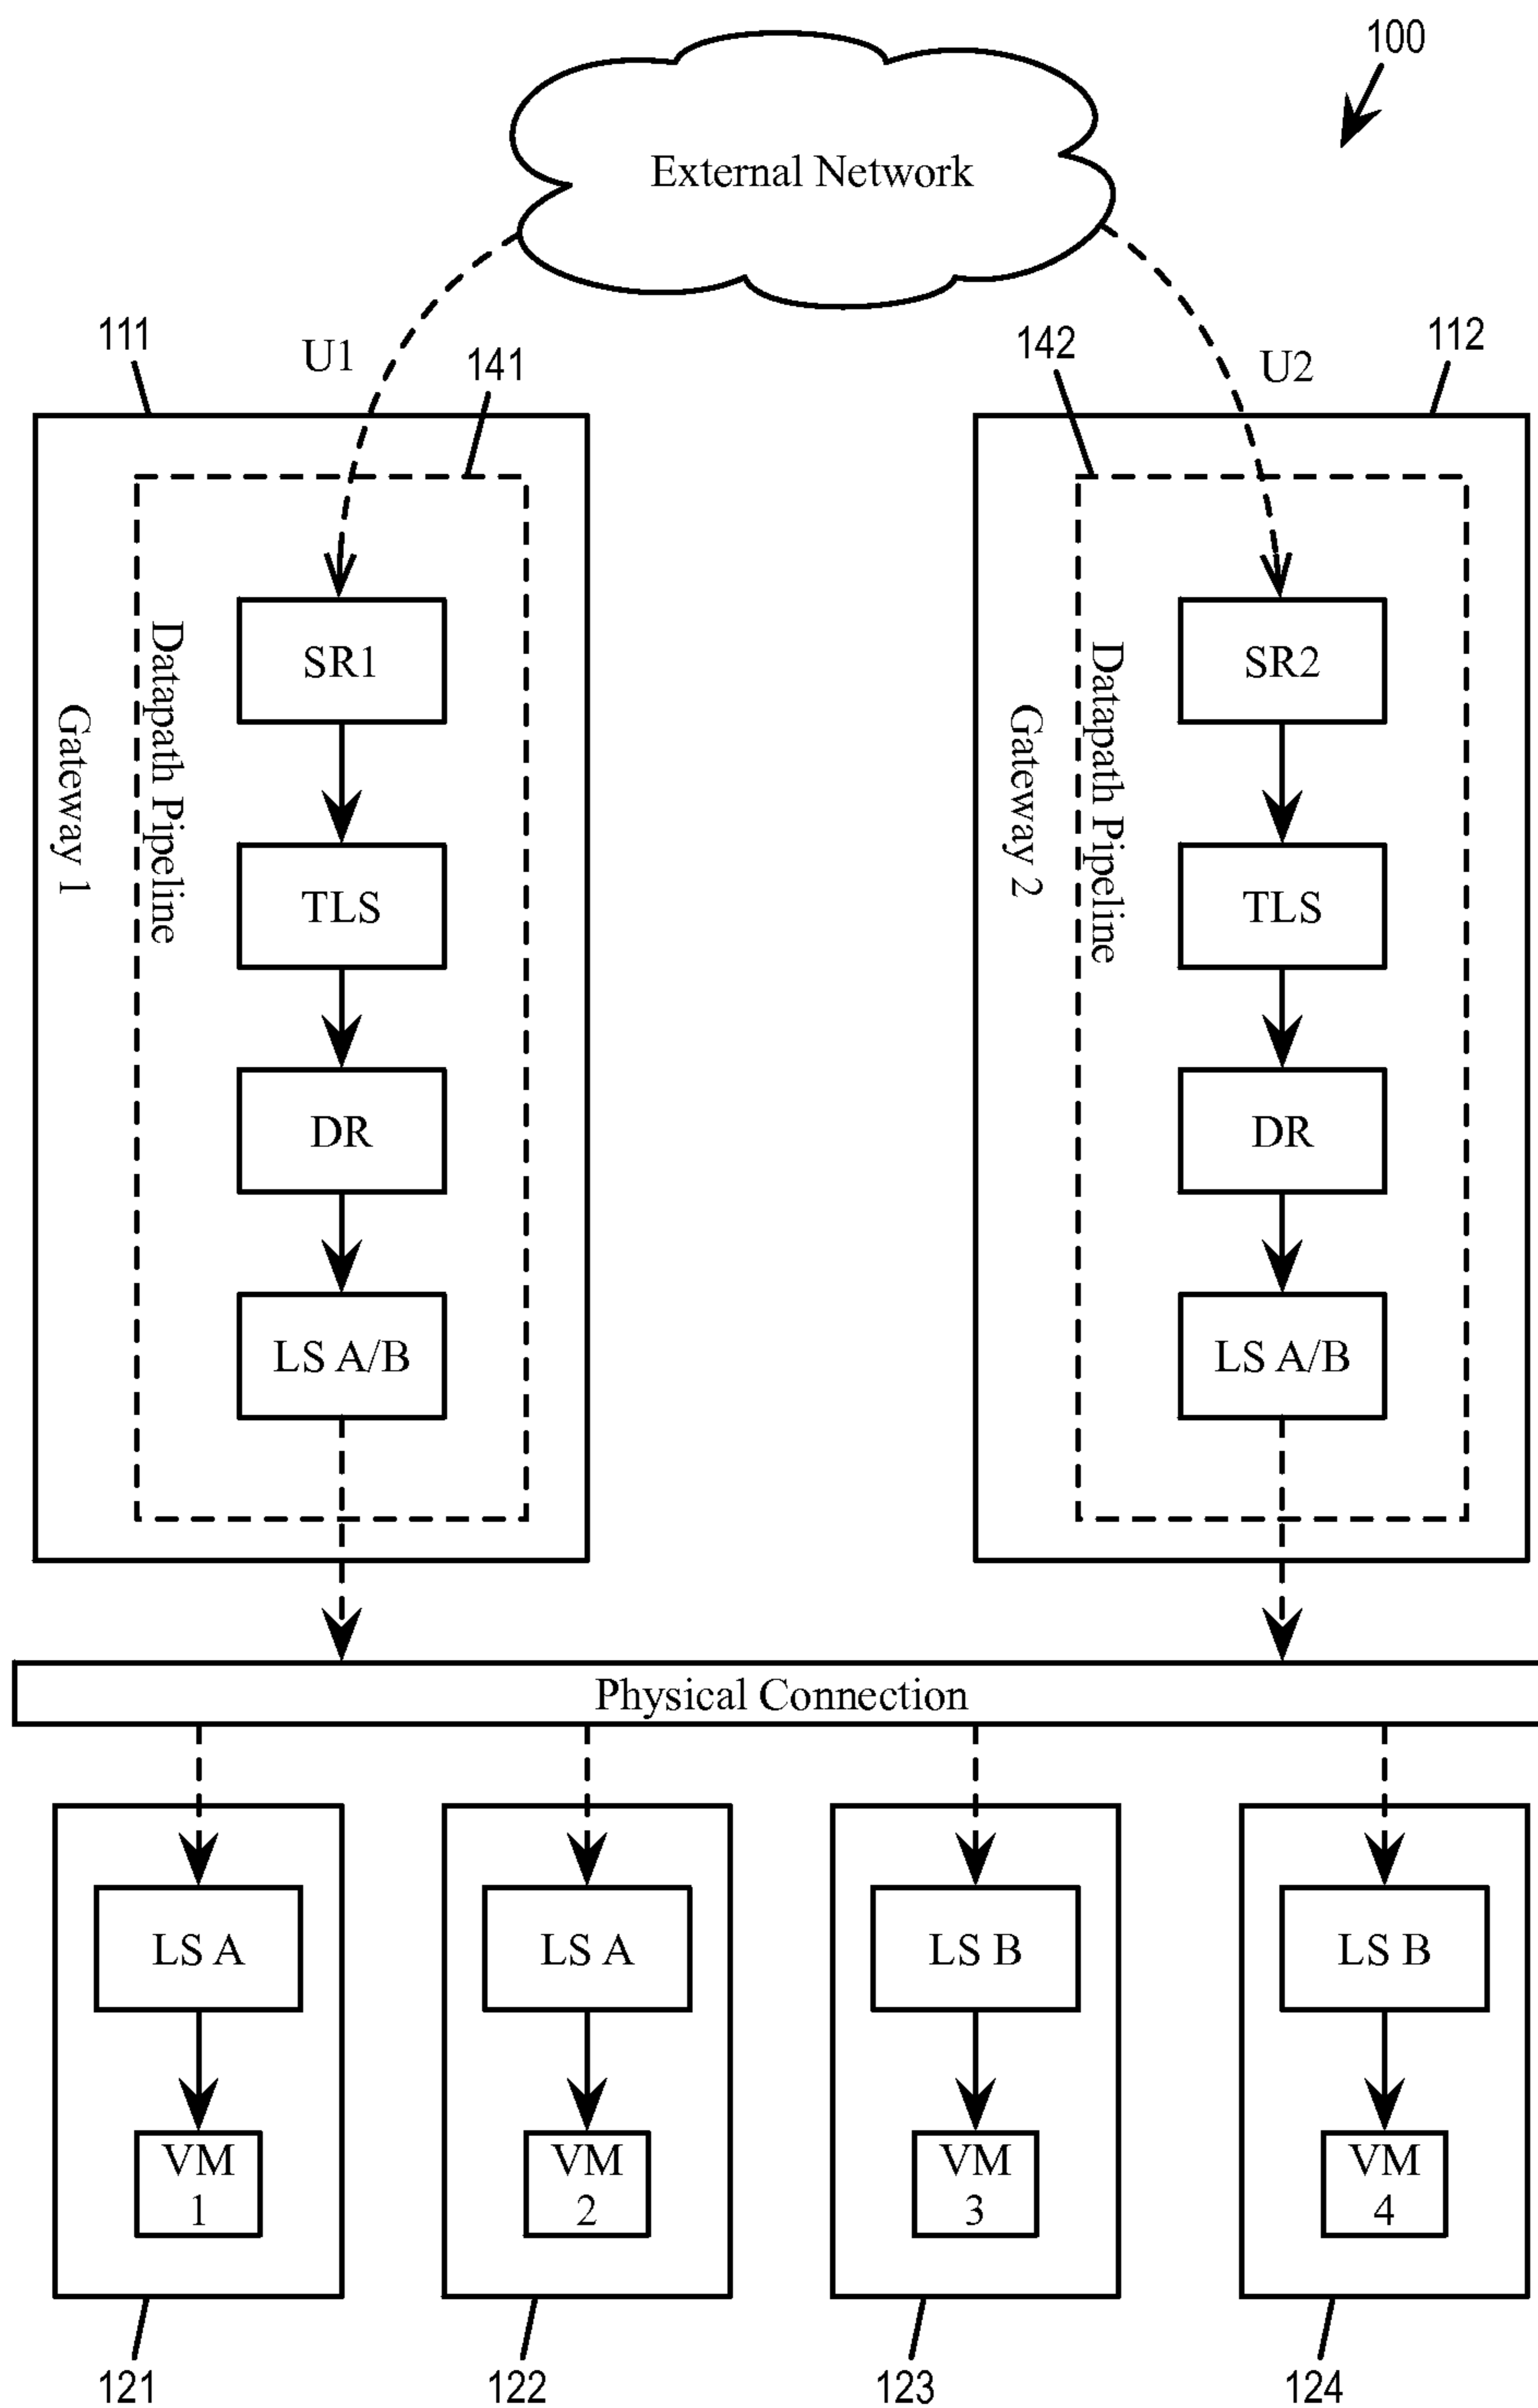 100
External Network
111
U1
141
142
U2
112
Gateway 1
Datapath Pipeline
SR1
TLS
DR
LS A/B
Gateway 2
Datapath Pipeline
SR2
TLS
DR
LS A/B
Physical Connection
LS A
LS A
LS B
LS B
VM
1
VM
2
VM
3
VM
4
121
122
123
124